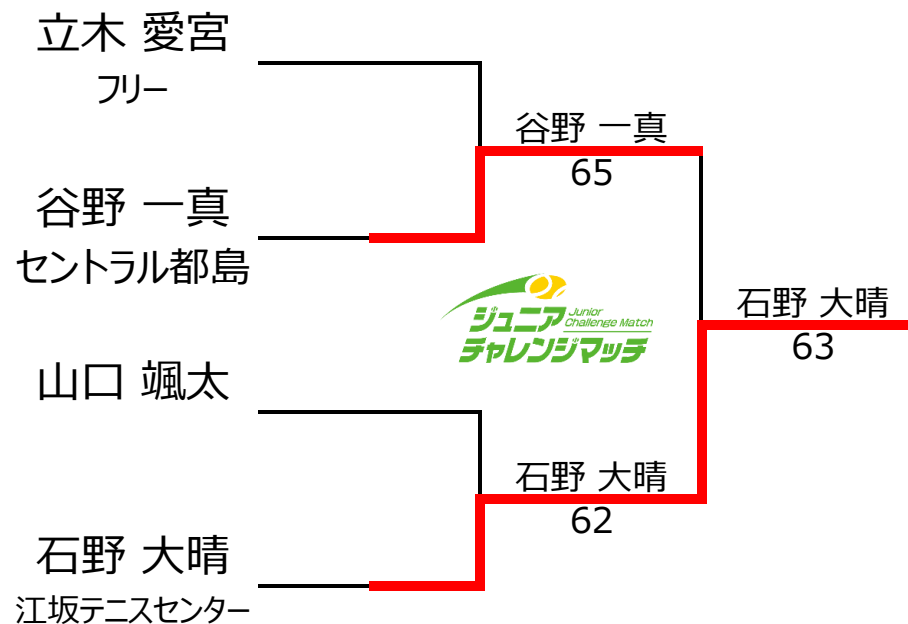 立木 愛宮
フリー
谷野 一真
65
谷野 一真
セントラル都島
ジュニア Junior
Challenge Match
チャレンジマッチ
石野 大晴
63
山口 颯太
石野 大晴
62
石野 大晴
江坂テニスセンター